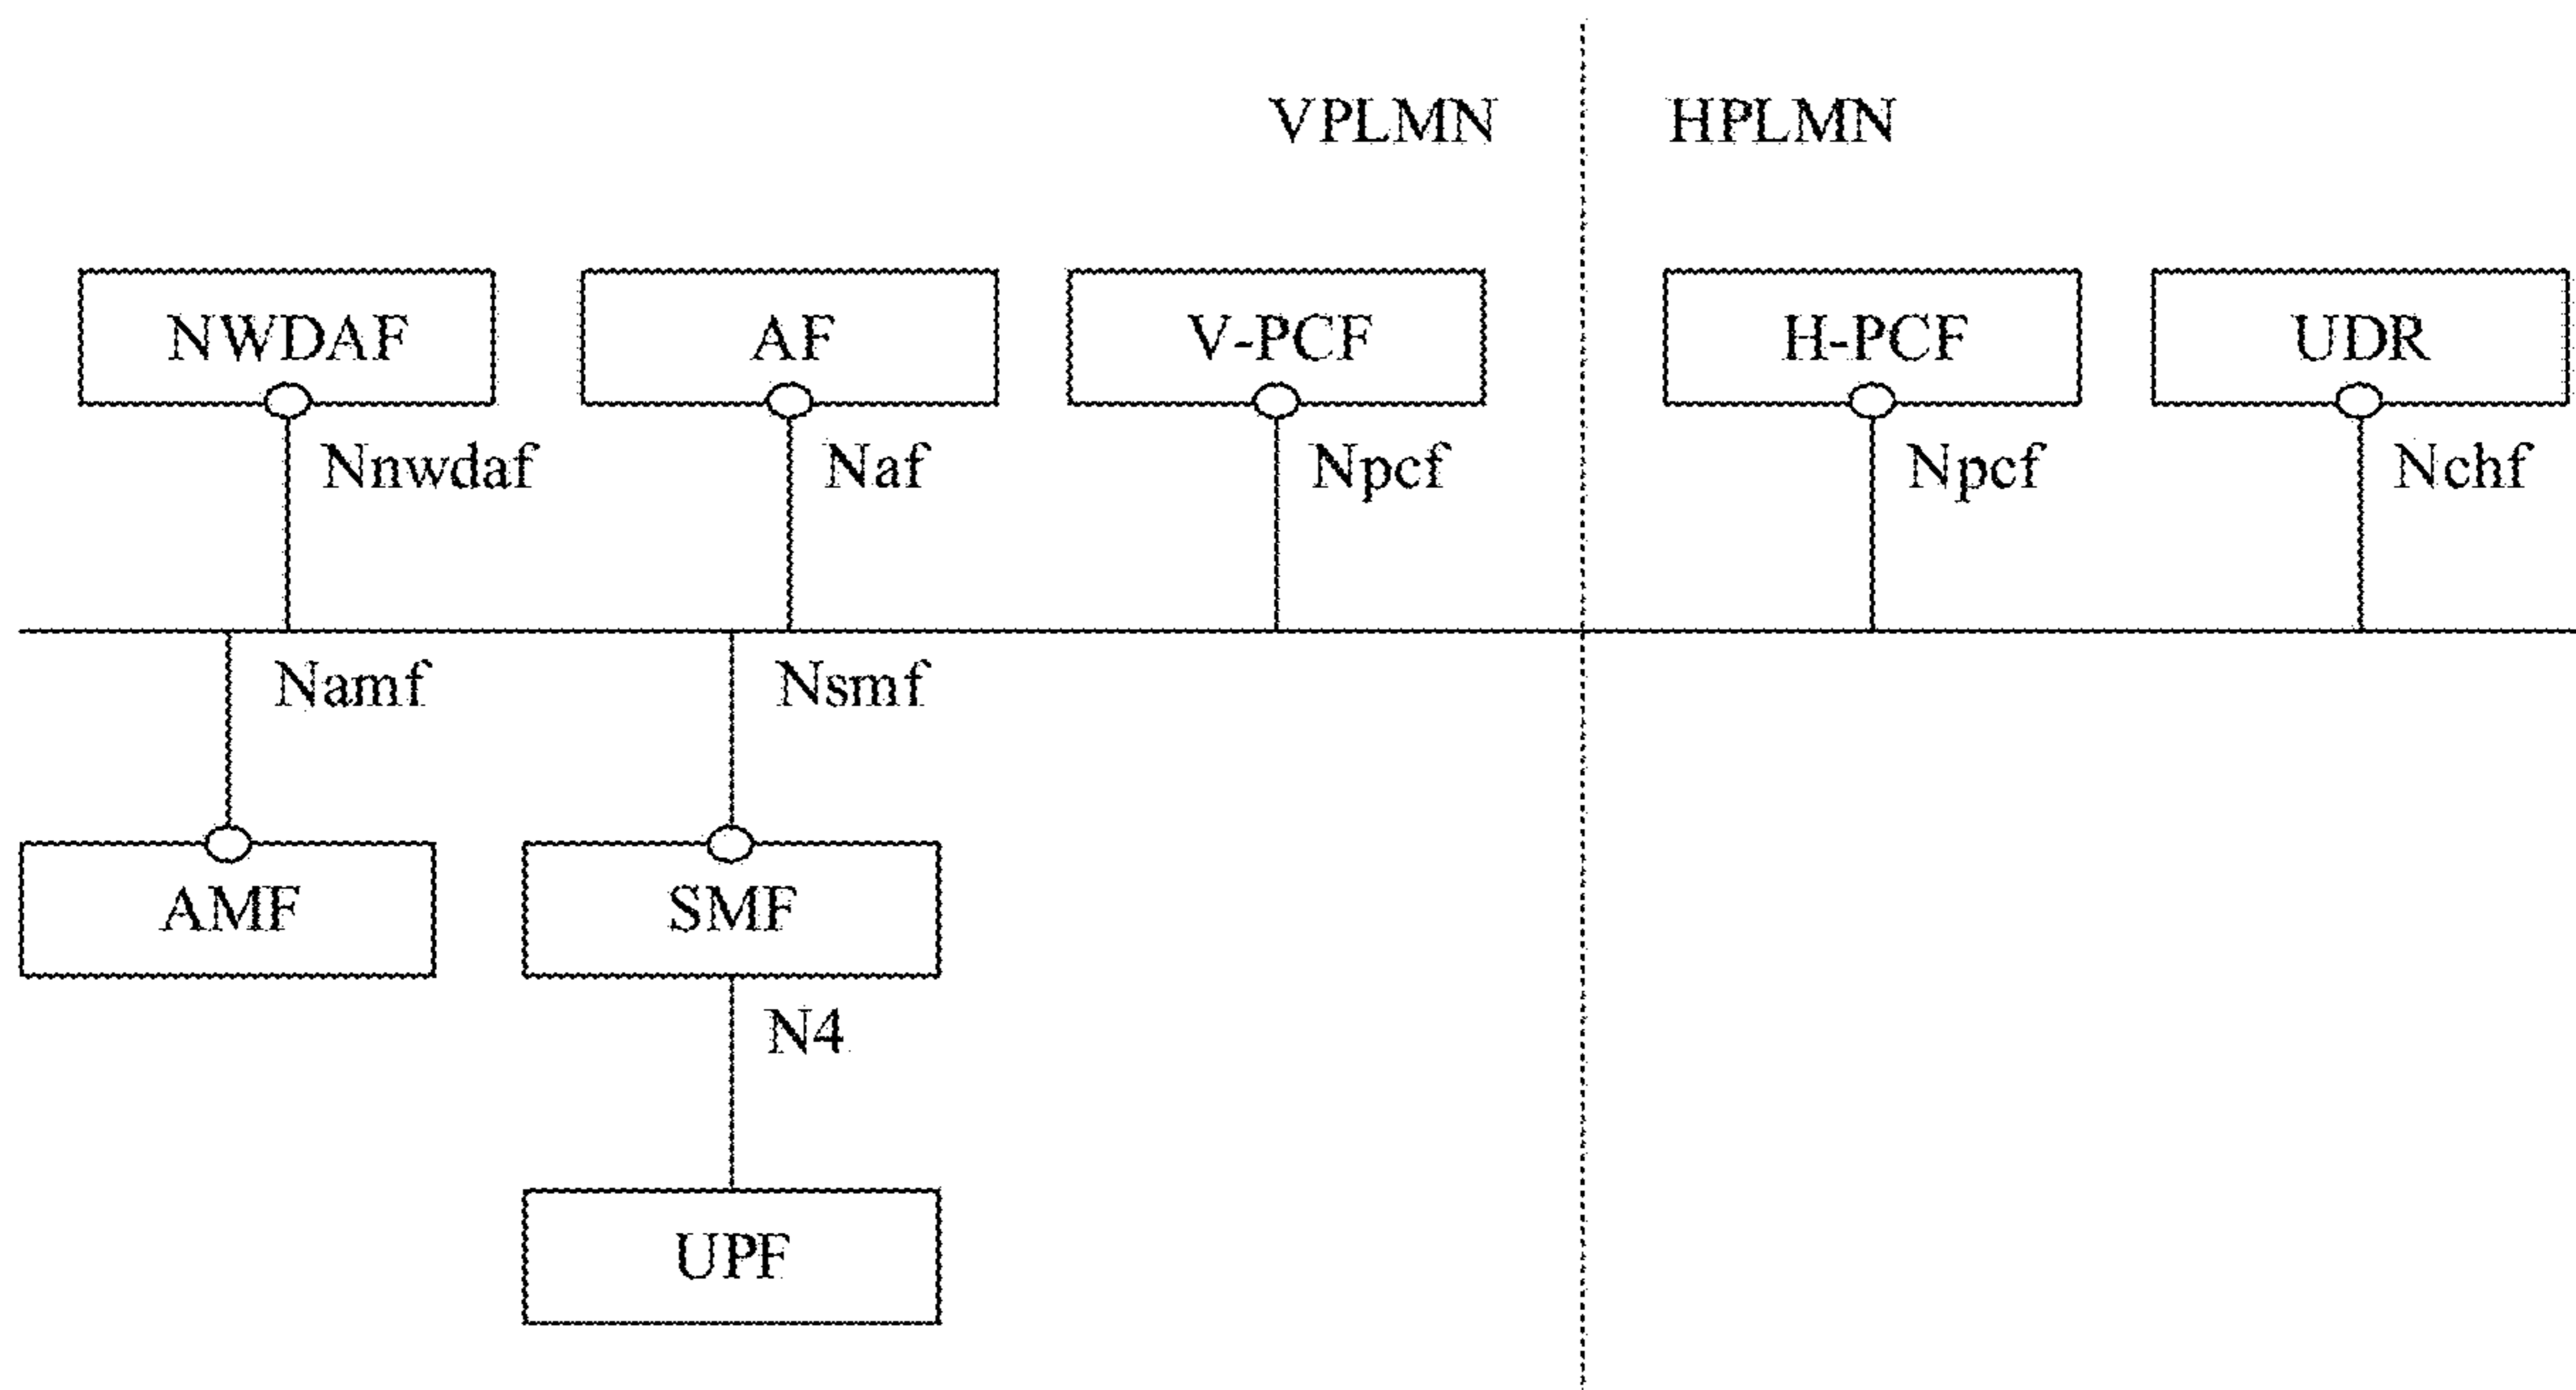 VPLMN
HPLMN
NWDAF
AF
V-PCF
H-PCF
UDR
Nnwdaf
Naf
Npcf
Npcf
Nchf
Namf
Nsmf
AMF
SMF
N4
UPF